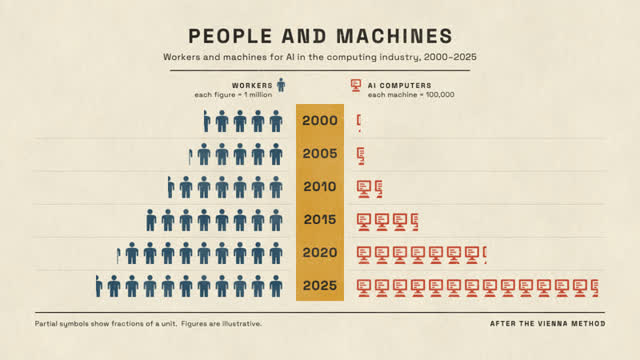 PEOPLE AND MACHINES
Workers and machines for AI in the computing industry, 2000–2025
WORKERS
each figure = 1 million
AI COMPUTERS
each machine = 100,000
2000
2005
2010
2015
2020
2025
Partial symbols show fractions of a unit. Figures are illustrative.
AFTER THE VIENNA METHOD